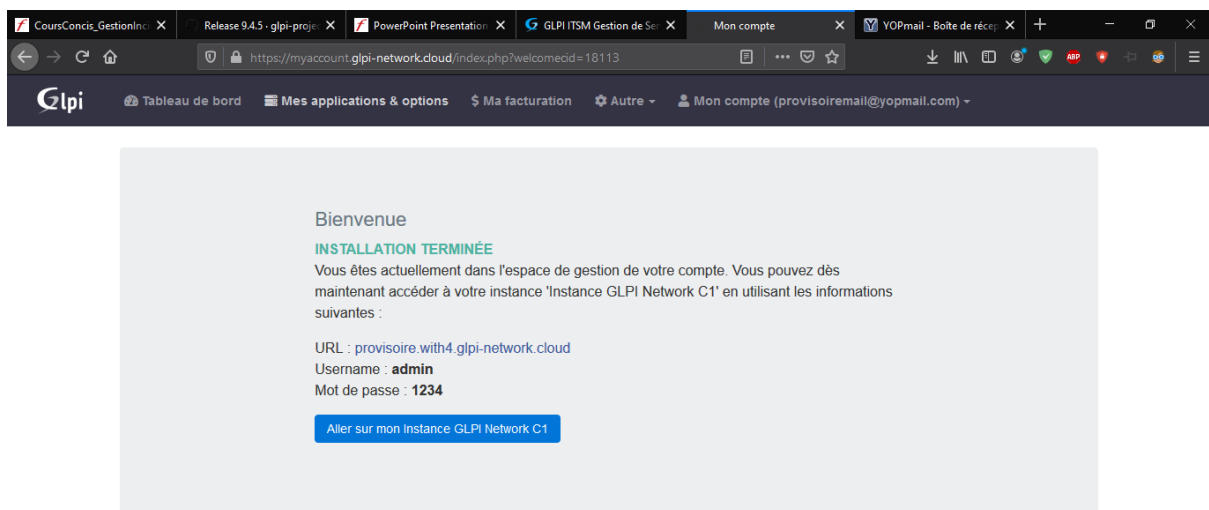 CoursConcis_GestionInci
Release 9.4.5 · glpi-projec
PowerPoint Presentation
GLPI ITSM Gestion de Ser
Mon compte
YOPmail - Boîte de récep
https://myaccount.glpi-network.cloud/index.php?welcomecid=18113
ABP
Glpi
Tableau de bord
Mes applications & options
$ Ma facturation
Autre
Mon compte (provisoiremail@yopmail.com)
Bienvenue
INSTALLATION TERMINÉE
Vous êtes actuellement dans l'espace de gestion de votre compte. Vous pouvez dès
maintenant accéder à votre instance 'Instance GLPI Network C1' en utilisant les informations
suivantes :
URL : provisoire.with4.glpi-network.cloud
Username : admin
Mot de passe : 1234
Aller sur mon Instance GLPI Network C1